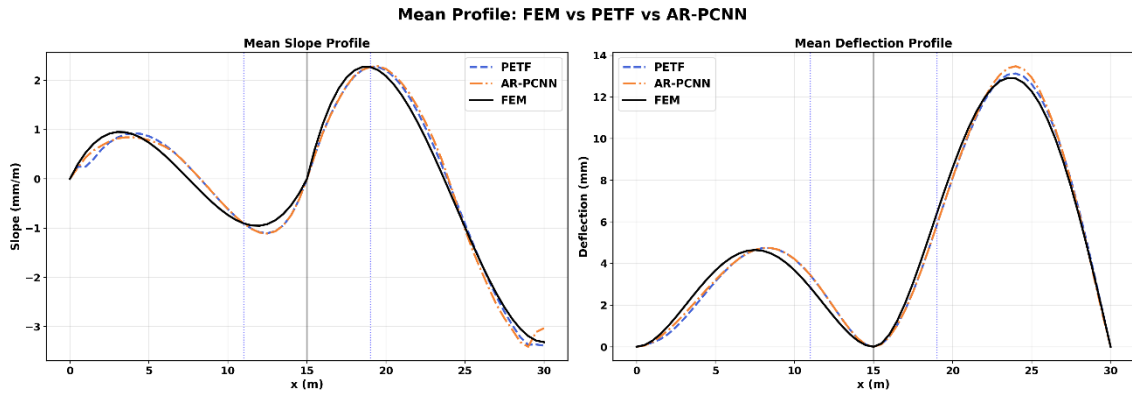 Mean Profile: FEM vs PETF vs AR-PCNN
Mean Slope Profile
PETF
AR-PCNN
FEM
2
1
0
−1
−2
−3
Slope (mm/m)
0 5 10 15 20 25 30
x (m)
Mean Deflection Profile
PETF
AR-PCNN
FEM
14
12
10
8
6
4
2
0
Deflection (mm)
0 5 10 15 20 25 30
x (m)